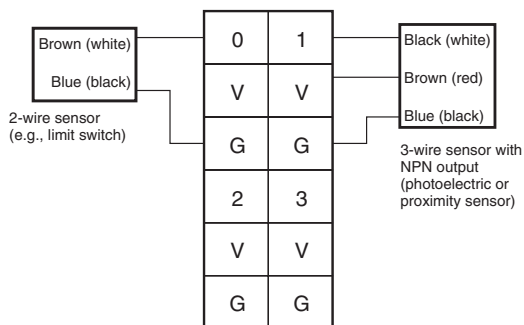 Brown (white)
Blue (black)
2-wire sensor
(e.g., limit switch)
0 1
V V
G G
2 3
V V
G G
Black (white)
Brown (red)
Blue (black)
3-wire sensor with
NPN output
(photoelectric or
proximity sensor)